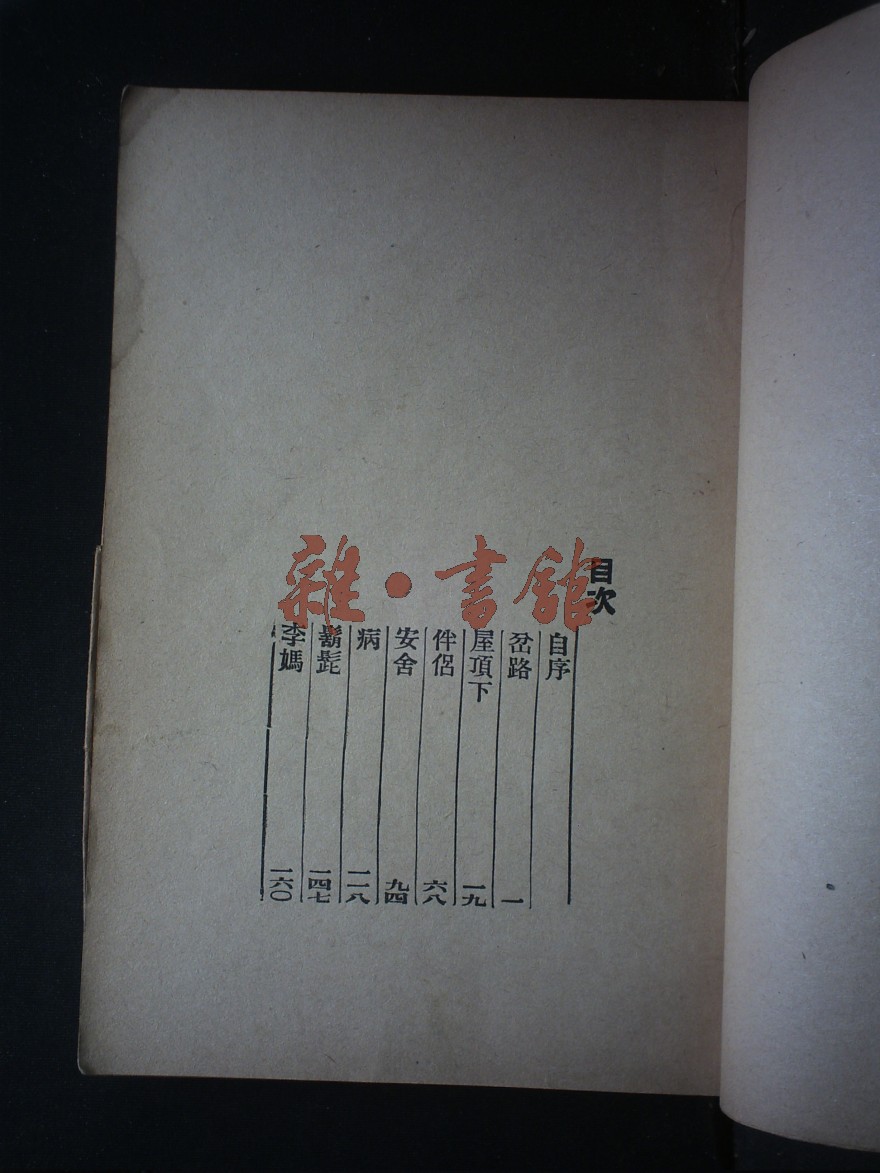 目次
自序
岔路 一
屋頂下 一九
伴侶 六八
安舍 九四
病 一一八
鬍髭 一四七
李媽 一六〇
雜·書館